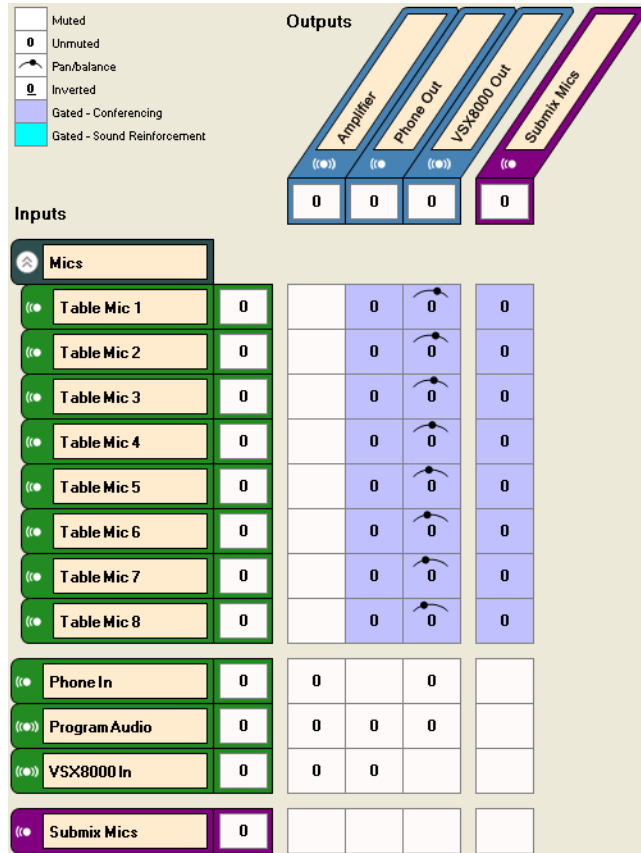 Muted
0 Unmuted
Pan/balance
0 Inverted
Gated - Conferencing
Gated - Sound Reinforcement
Outputs
Amplifier
Phone Out
VSX8000 Out
Submix Mics
0 0 0 0
Inputs
Mics
Table Mic 1 0 0 0 0
Table Mic 2 0 0 0 0
Table Mic 3 0 0 0 0
Table Mic 4 0 0 0 0
Table Mic 5 0 0 0 0
Table Mic 6 0 0 0 0
Table Mic 7 0 0 0 0
Table Mic 8 0 0 0 0
Phone In 0 0 0
Program Audio 0 0 0 0
VSX8000 In 0 0 0
Submix Mics 0